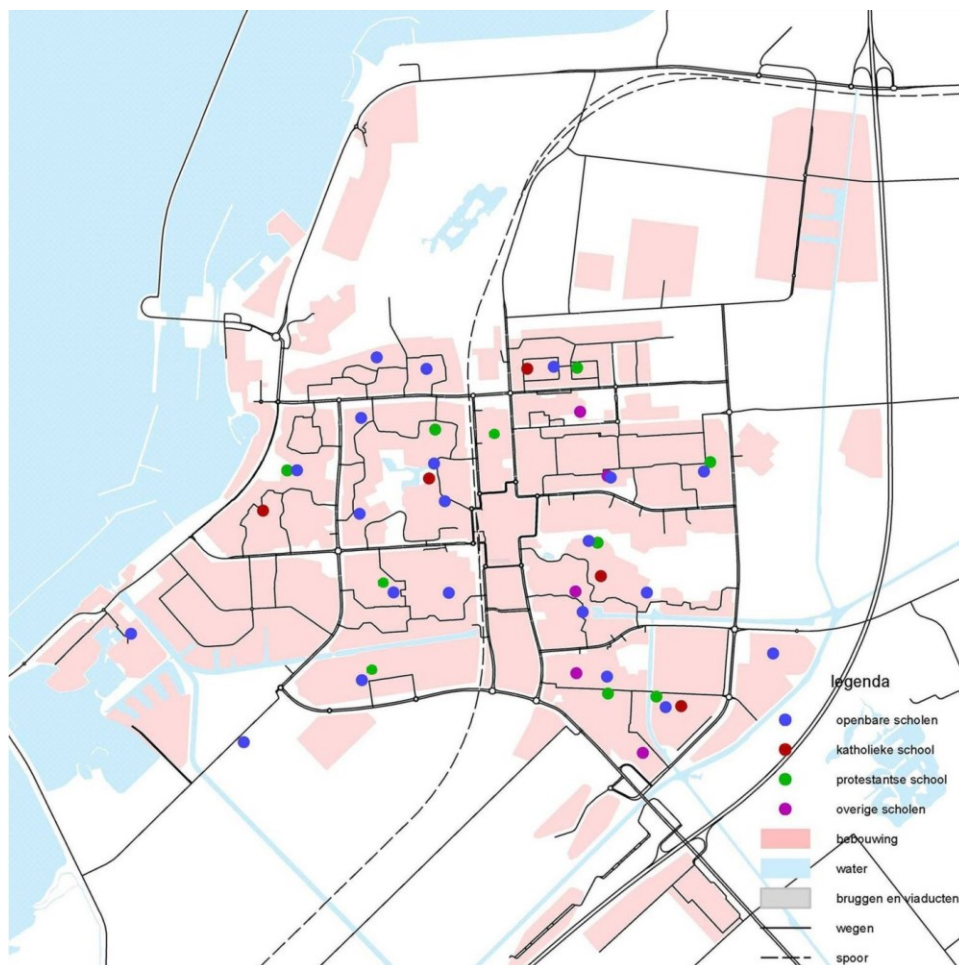 legenda
openbare scholen
katholieke school
protestantse school
overige scholen
bebouwing
water
bruggen en viaducten
wegen
spoor